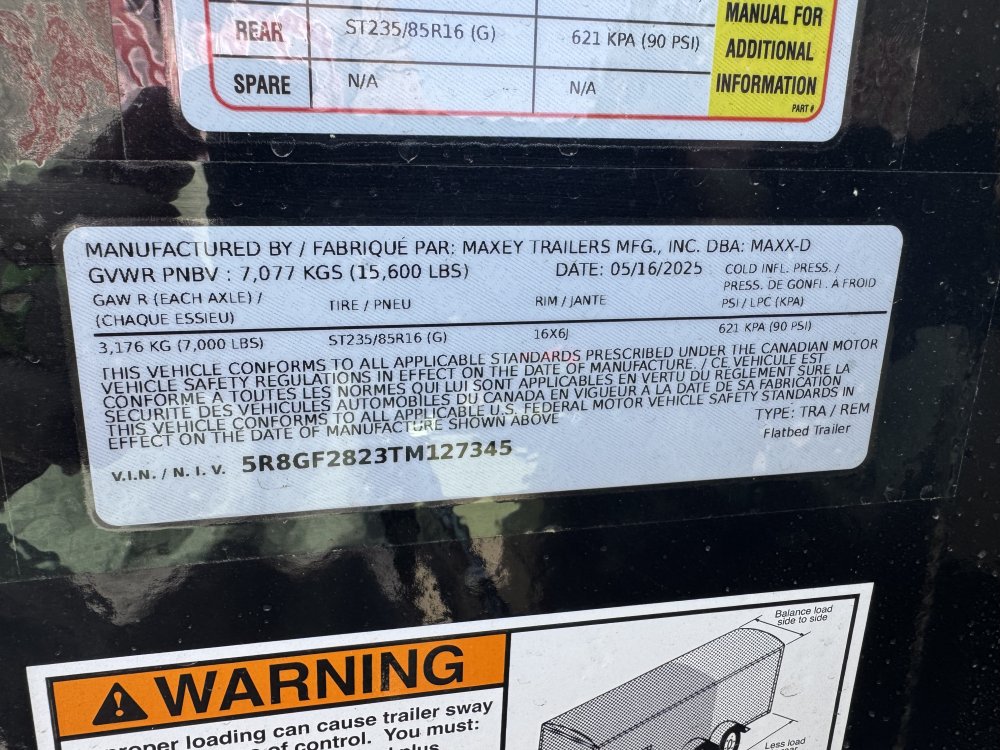 REAR ST235/85R16 (G) 621 KPA (90 PSI)
SPARE N/A N/A
MANUAL FOR
ADDITIONAL
INFORMATION
PART #
MANUFACTURED BY / FABRIQUÉ PAR: MAXEY TRAILERS MFG., INC. DBA: MAXX-D
GVWR PNBV : 7,077 KGS (15,600 LBS) DATE: 05/16/2025
COLD INFL. PRESS. /
PRESS. DE GONFL. A FROID
PSI / LPC (KPA)
GAW R (EACH AXLE) /
(CHAQUE ESSIEU)
TIRE / PNEU
RIM / JANTE
3,176 KG (7,000 LBS) ST235/85R16 (G) 16X6J 621 KPA (90 PSI)
THIS VEHICLE CONFORMS TO ALL APPLICABLE STANDARDS PRESCRIBED UNDER THE CANADIAN MOTOR
VEHICLE SAFETY REGULATIONS IN EFFECT ON THE DATE OF MANUFACTURE. / CE VEHICULE EST
CONFORME A TOUTES LES NORMES QUI LUI SONT APPLICABLES EN VERTU DU REGLEMENT SURE LA
SECURITE DES VEHICULES AUTOMOBILES DU CANADA EN VIGUEUR A LA DATE DE SA FABRICATION
THIS VEHICLE CONFORMS TO ALL APPLICABLE U.S. FEDERAL MOTOR VEHICLE SAFETY STANDARDS IN
EFFECT ON THE DATE OF MANUFACTURE SHOWN ABOVE
TYPE: TRA / REM
Flatbed Trailer
V.I.N. / N. I. V. 5R8GF2823TM127345
WARNING
loading can cause trailer sway
of control. You must:
Balance load
side to side
Less load